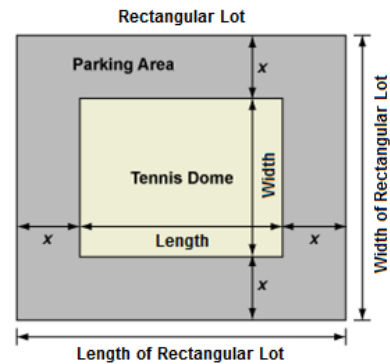 Rectangular Lot
Parking Area
x
Width
Tennis Dome
Width of Rectangular Lot
x
Length
x
x
Length of Rectangular Lot